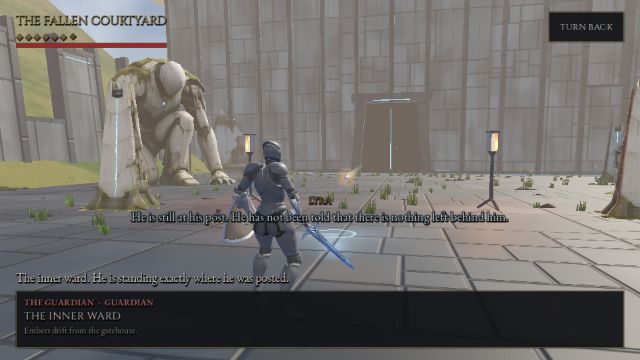 THE FALLEN COURTYARD
TURN BACK
LYRA
He is still at his post. He has not been told that there is nothing left behind him.
The inner ward. He is standing exactly where he was posted.
THE GUARDIAN · GUARDIAN
THE INNER WARD
Embers drift from the gatehouse.